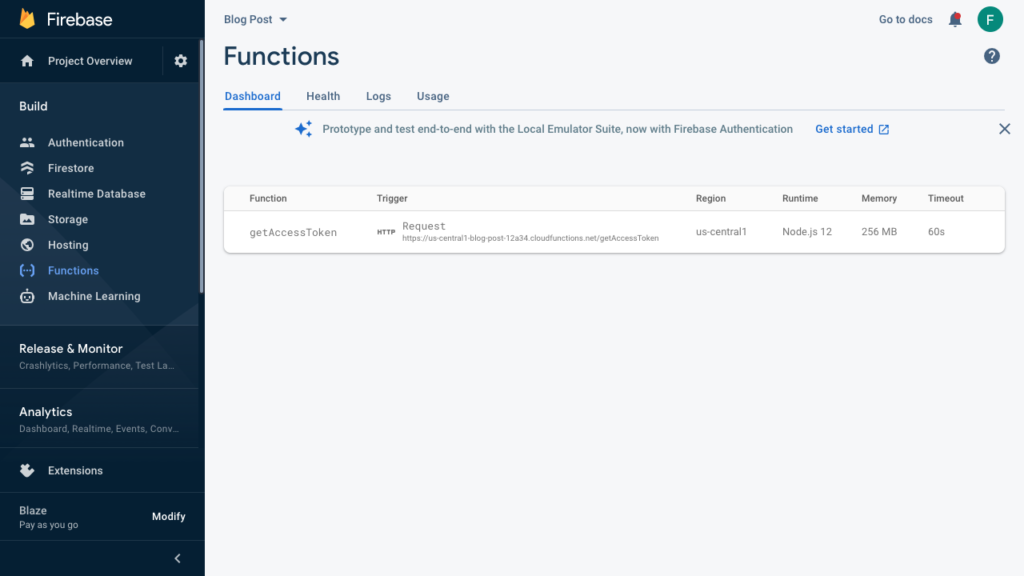 Firebase
Project Overview
Build
Authentication
Firestore
Realtime Database
Storage
Hosting
Functions
Machine Learning
Release & Monitor
Crashlytics, Performance, Test La...
Analytics
Dashboard, Realtime, Events, Conv...
Extensions
Blaze
Pay as you go
Modify
Blog Post
Go to docs
F
Functions
?
Dashboard Health Logs Usage
Prototype and test end-to-end with the Local Emulator Suite, now with Firebase Authentication Get started
Function Trigger Region Runtime Memory Timeout
getAccessToken HTTP Request us-central1 Node.js 12 256 MB 60s
https://us-central1-blog-post-12a34.cloudfunctions.net/getAccessToken